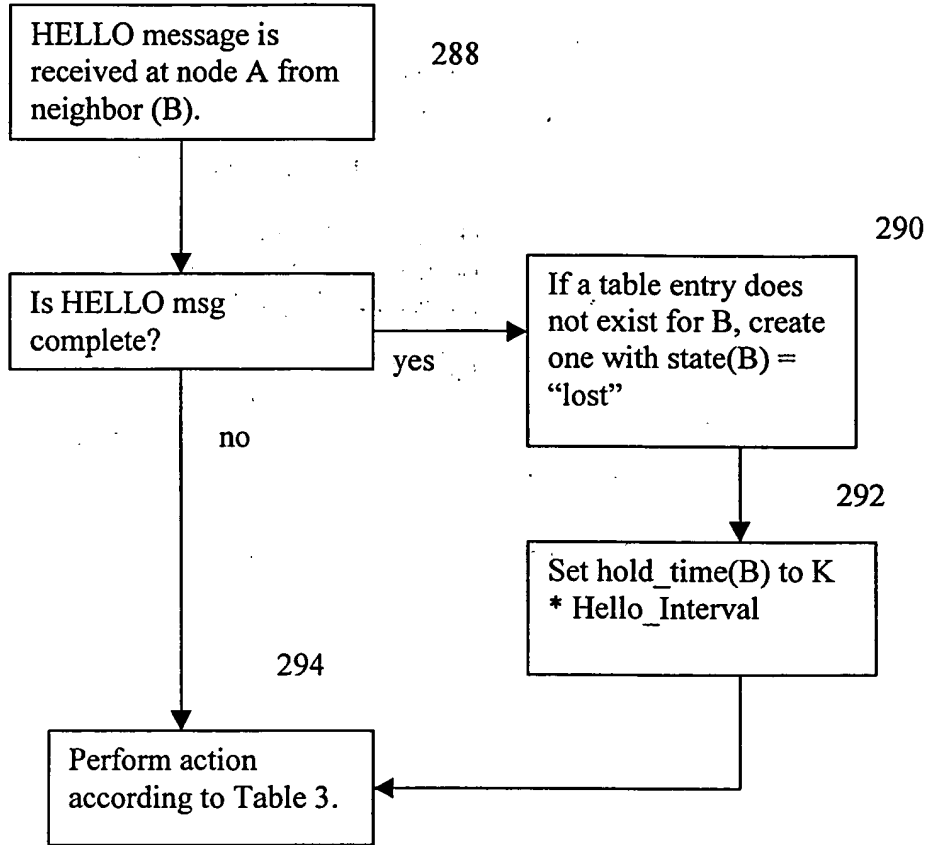 HELLO message is
received at node A from
neighbor (B).
288
290
Is HELLO msg
complete?
yes
If a table entry does
not exist for B, create
one with state(B) =
“lost”
no
292
Set hold_time(B) to K
* Hello_Interval
294
Perform action
according to Table 3.